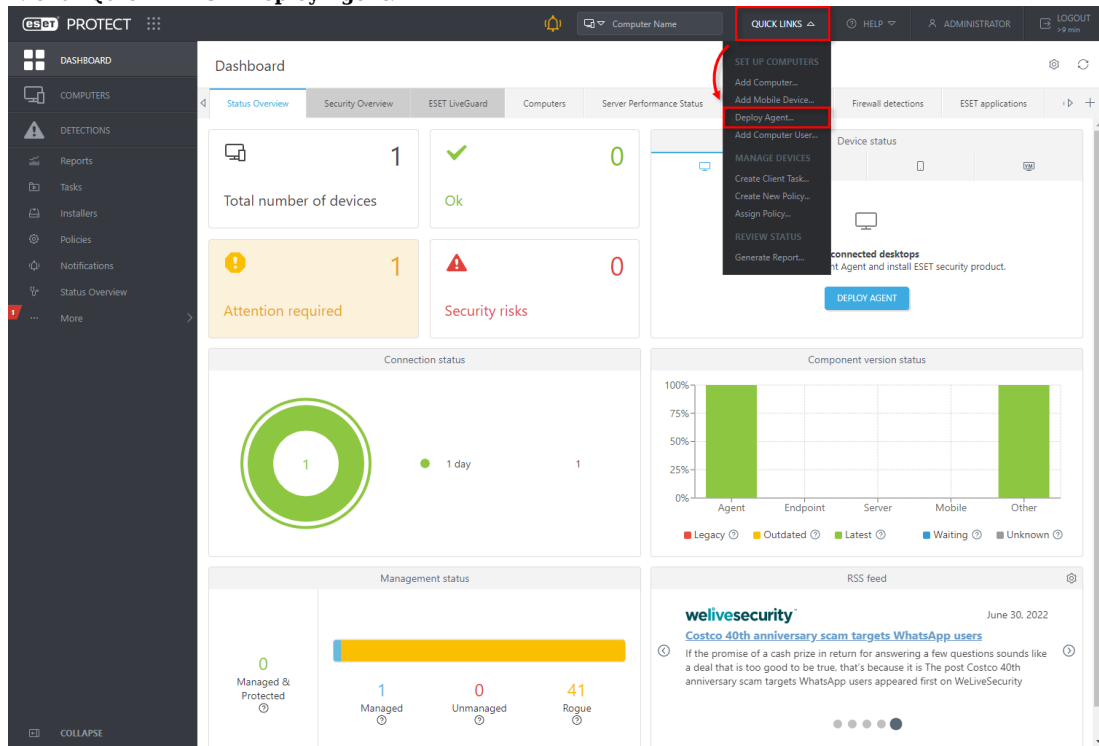 eset PROTECT
Computer Name
QUICK LINKS
HELP
ADMINISTRATOR
LOGOUT
>9 min
DASHBOARD
COMPUTERS
DETECTIONS
Reports
Tasks
Installers
Policies
Notifications
Status Overview
1
More
COLLAPSE
Dashboard
Status Overview
Security Overview
ESET LiveGuard
Computers
Server Performance Status
Firewall detections
ESET applications
SET UP COMPUTERS
Add Computer...
Add Mobile Device...
Deploy Agent...
Add Computer User...
MANAGE DEVICES
Create Client Task...
Create New Policy...
Assign Policy...
REVIEW STATUS
Generate Report...
1
Total number of devices
0
Ok
1
Attention required
0
Security risks
Device status
VM
connected desktops
nt Agent and install ESET security product.
DEPLOY AGENT
Connection status
1
1 day
1
Component version status
100%
75%
50%
25%
0%
Agent
Endpoint
Server
Mobile
Other
Legacy
Outdated
Latest
Waiting
Unknown
Management status
0
Managed &
Protected
1
Managed
0
Unmanaged
41
Rogue
RSS feed
welivesecurity
June 30, 2022
Costco 40th anniversary scam targets WhatsApp users
If the promise of a cash prize in return for answering a few questions sounds like
a deal that is too good to be true, that's because it is The post Costco 40th
anniversary scam targets WhatsApp users appeared first on WeLiveSecurity